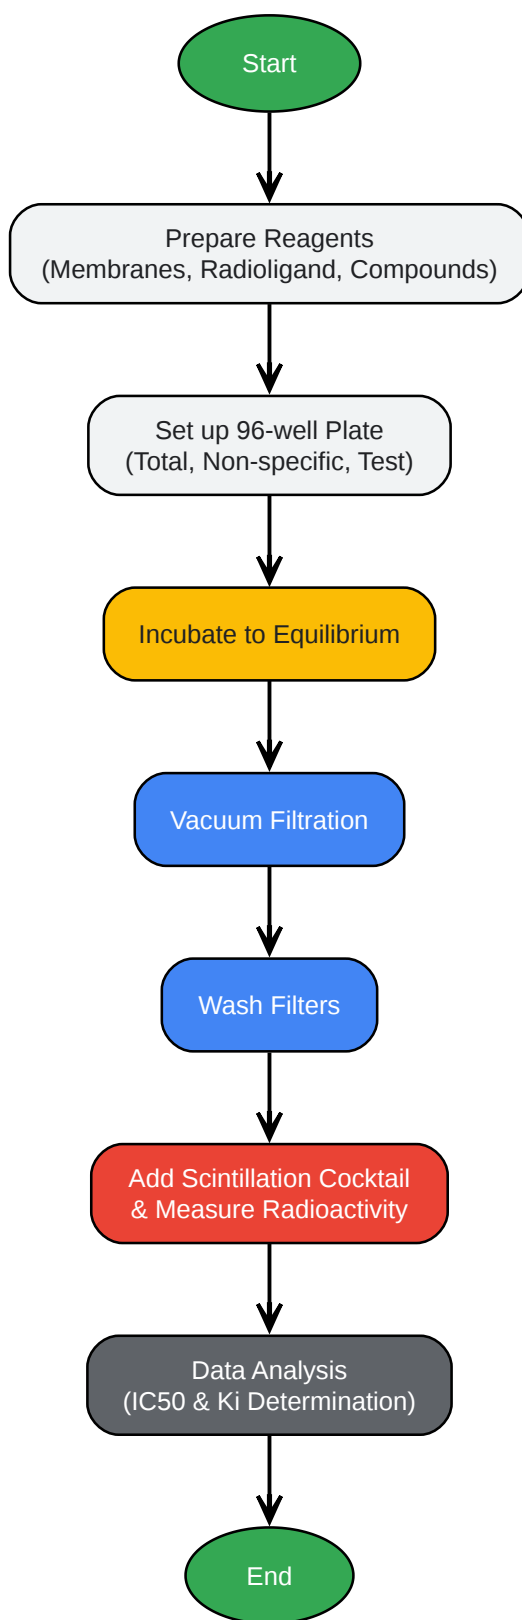 Start
Prepare Reagents
(Membranes, Radioligand, Compounds)
Set up 96-well Plate
(Total, Non-specific, Test)
Incubate to Equilibrium
Vacuum Filtration
Wash Filters
Add Scintillation Cocktail
& Measure Radioactivity
Data Analysis
(IC50 & Ki Determination)
End